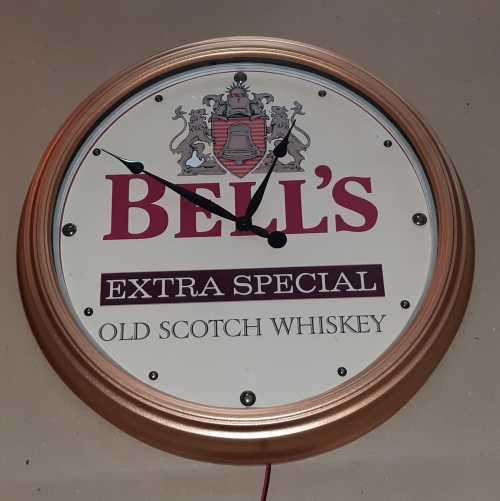 BELL'S
EXTRA SPECIAL
OLD SCOTCH WHISKEY